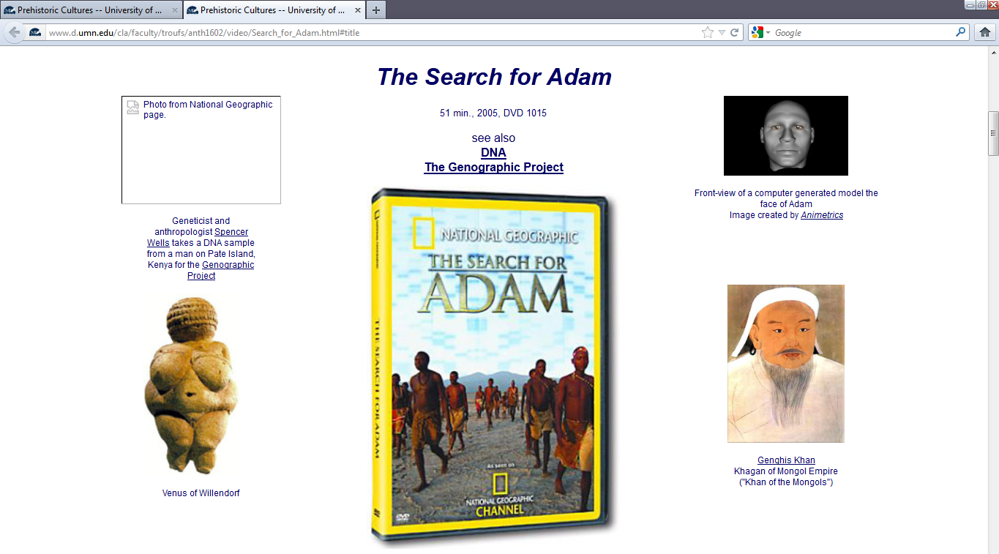 Prehistoric Cultures -- University of ...
Prehistoric Cultures -- University of ...
www.d.umn.edu/cla/faculty/troufs/anth1602/video/Search_for_Adam.html#title
Google
The Search for Adam
Photo from National Geographic
page.
51 min., 2005, DVD 1015
see also
DNA
The Genographic Project
Front-view of a computer generated model the
face of Adam
Image created by Animetrics
Geneticist and
anthropologist Spencer
Wells takes a DNA sample
from a man on Pate Island,
Kenya for the Genographic
Project
NATIONAL GEOGRAPHIC
THE SEARCH FOR
ADAM
THE SEARCH FOR ADAM
As seen on
NATIONAL GEOGRAPHIC
CHANNEL
DVD
Venus of Willendorf
Genghis Khan
Khagan of Mongol Empire
("Khan of the Mongols")